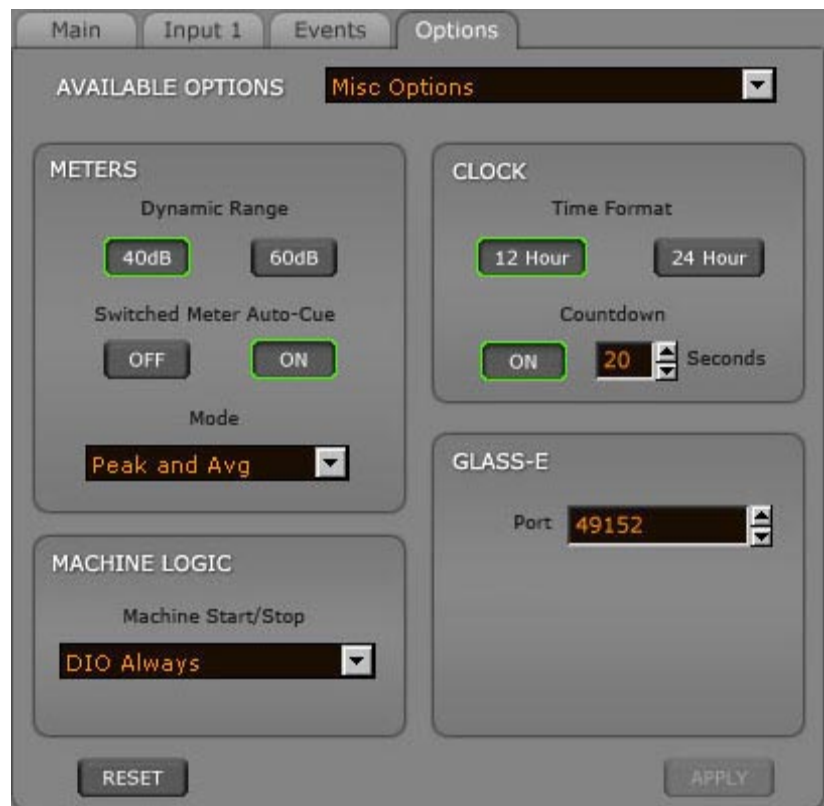 Main Input 1 Events Options
AVAILABLE OPTIONS Misc Options
METERS
Dynamic Range
40dB 60dB
Switched Meter Auto-Cue
OFF ON
Mode
Peak and Avg
MACHINE LOGIC
Machine Start/Stop
DIO Always
CLOCK
Time Format
12 Hour 24 Hour
Countdown
ON 20 Seconds
GLASS-E
Port 49152
RESET APPLY